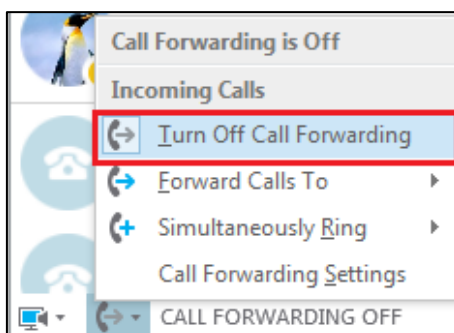 Call Forwarding is Off
Incoming Calls
Turn Off Call Forwarding
Forward Calls To
Simultaneously Ring
Call Forwarding Settings
CALL FORWARDING OFF